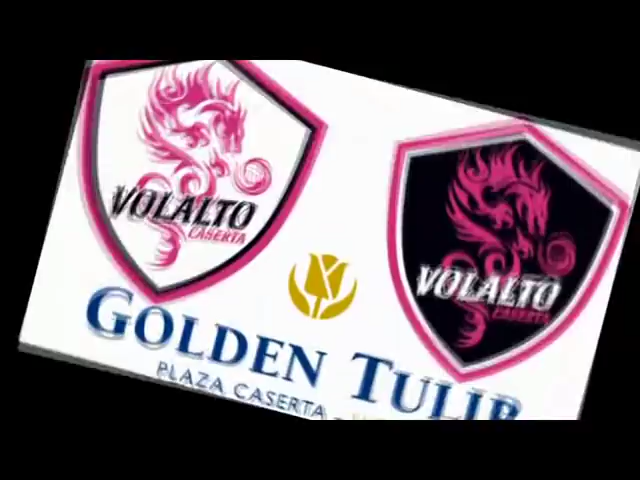 VOLALTO
CASERTA
VOLALTO
CASERTA
GOLDEN TULIP
PLAZA CASERTA